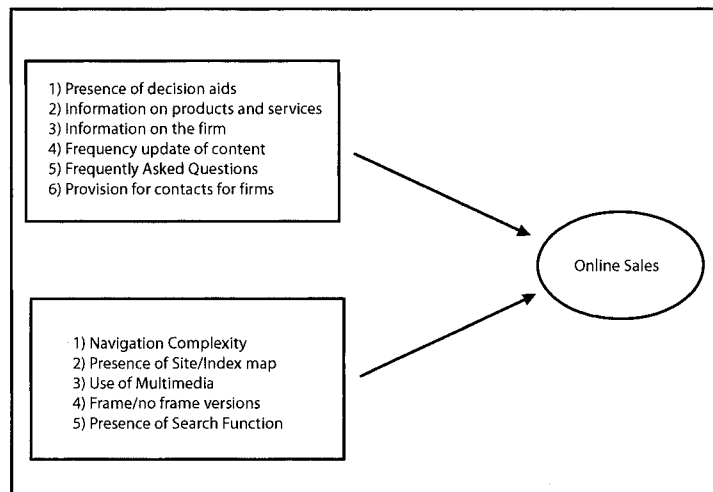 1) Presence of decision aids
2) Information on products and services
3) Information on the firm
4) Frequency update of content
5) Frequently Asked Questions
6) Provision for contacts for firms
Online Sales
1) Navigation Complexity
2) Presence of Site/Index map
3) Use of Multimedia
4) Frame/no frame versions
5) Presence of Search Function